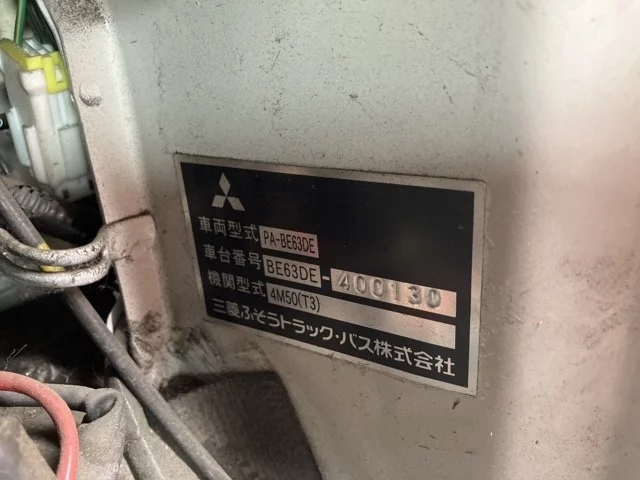 車両型式 PA-BE63DE
車台番号 BE63DE-400130
機関型式 4M50(T3)
三菱ふそうトラック・バス株式会社